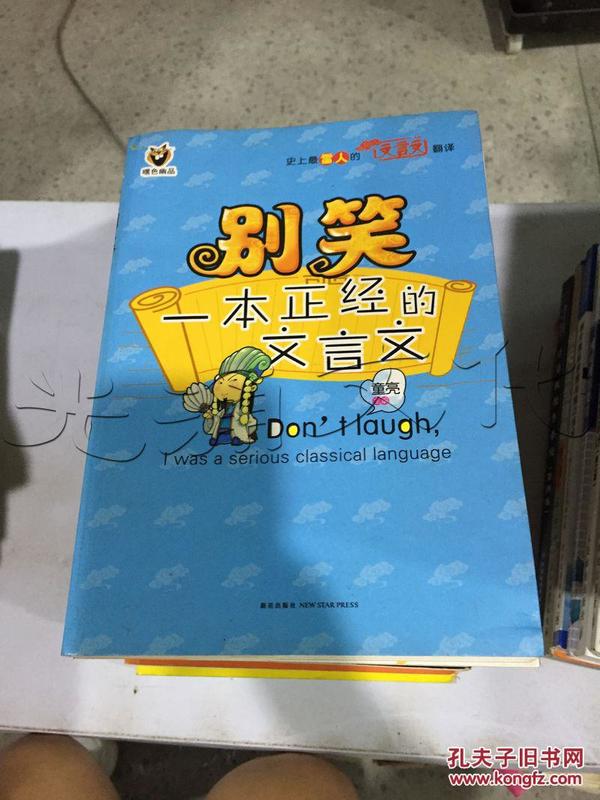 史上最雷人的文言文翻译
嘿色幽品
别笑
一本正经的
文言文
童亮
Don't laugh,
I was a serious classical language
新星出版社 NEW STAR PRESS
孔夫子旧书网
www.kongfz.com